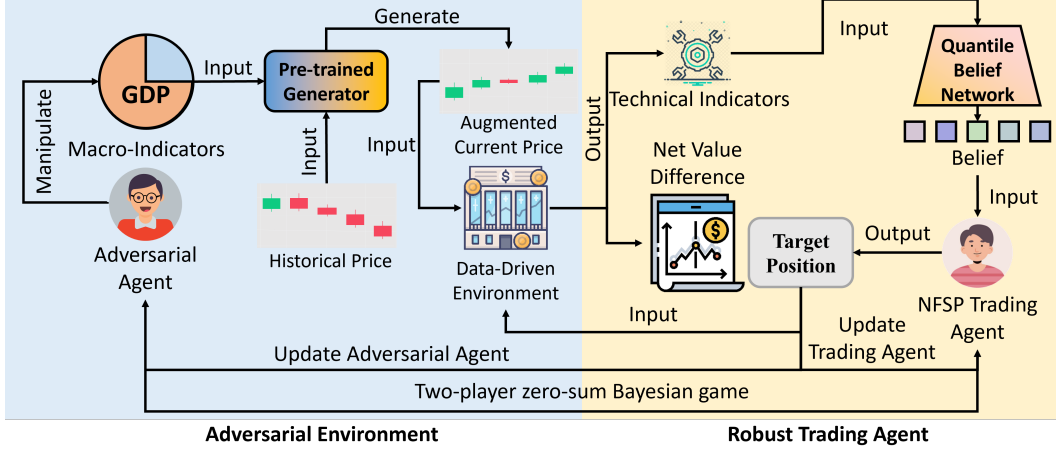 Generate
Input
GDP
Input
Pre-trained
Generator
Quantile
Belief
Network
Manipulate
Technical Indicators
Macro-Indicators
Input
Input
Augmented
Current Price
Output
Net Value
Difference
Belief
Input
$
$
Adversarial
Agent
Historical Price
Data-Driven
Environment
Target
Position
Output
NFSP Trading
Agent
Input
Update
Trading Agent
Update Adversarial Agent
Two-player zero-sum Bayesian game
Adversarial Environment
Robust Trading Agent